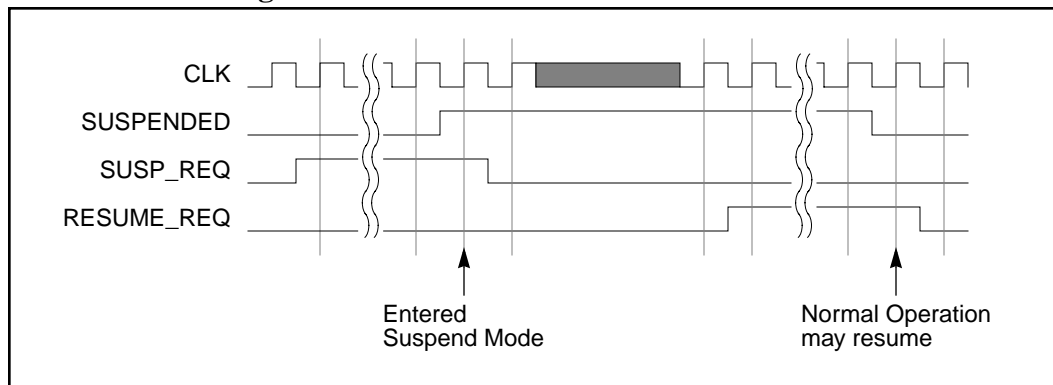 CLK
SUSPENDED
SUSP_REQ
RESUME_REQ
Entered
Suspend Mode
Normal Operation
may resume